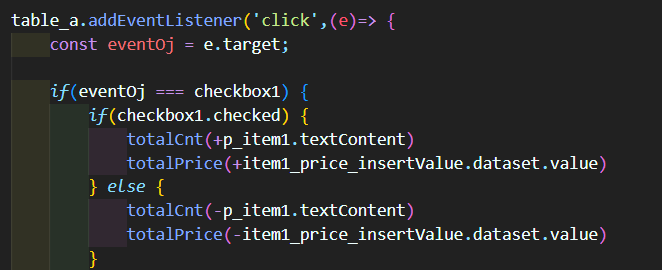 table_a.addEventListener('click',(e)=> {
const eventOj = e.target;
if(eventOj === checkbox1) {
if(checkbox1.checked) {
totalCnt(+p_item1.textContent)
totalPrice(+item1_price_insertValue.dataset.value)
} else {
totalCnt(-p_item1.textContent)
totalPrice(-item1_price_insertValue.dataset.value)
}